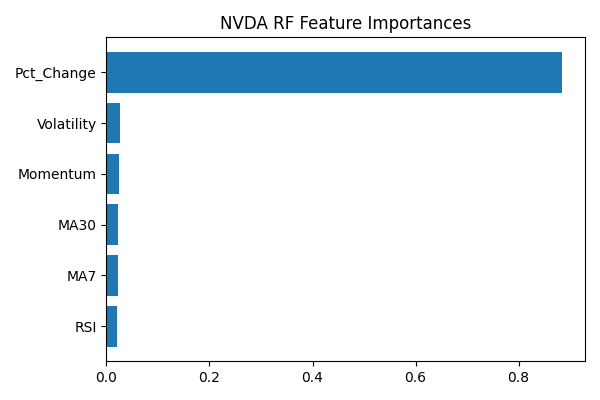 NVDA RF Feature Importances
Pct_Change
Volatility
Momentum
MA30
MA7
RSI
0.0 0.2 0.4 0.6 0.8